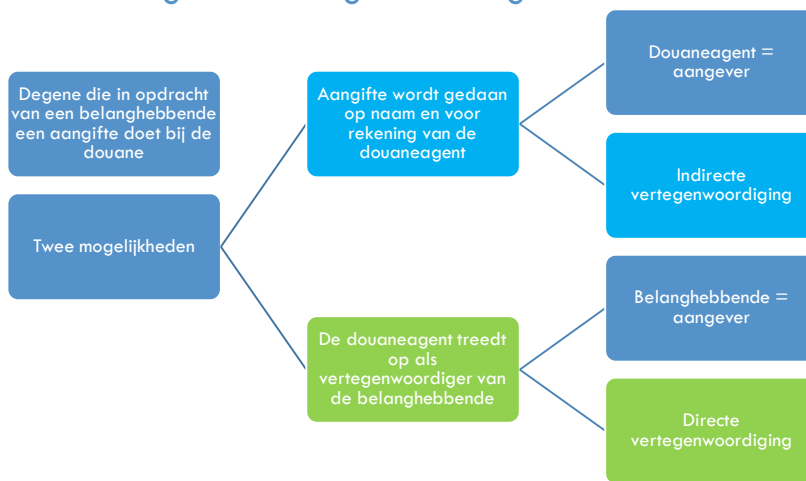 Degene die in opdracht
van een belanghebbende
een aangifte doet bij de
douane
Twee mogelijkheden
Aangifte wordt gedaan
op naam en voor
rekening van de
douaneagent
De douaneagent treedt
op als
vertegenwoordiger van
de belanghebbende
Douaneagent =
aangever
Indirecte
vertegenwoordiging
Belanghebbende =
aangever
Directe
vertegenwoordiging